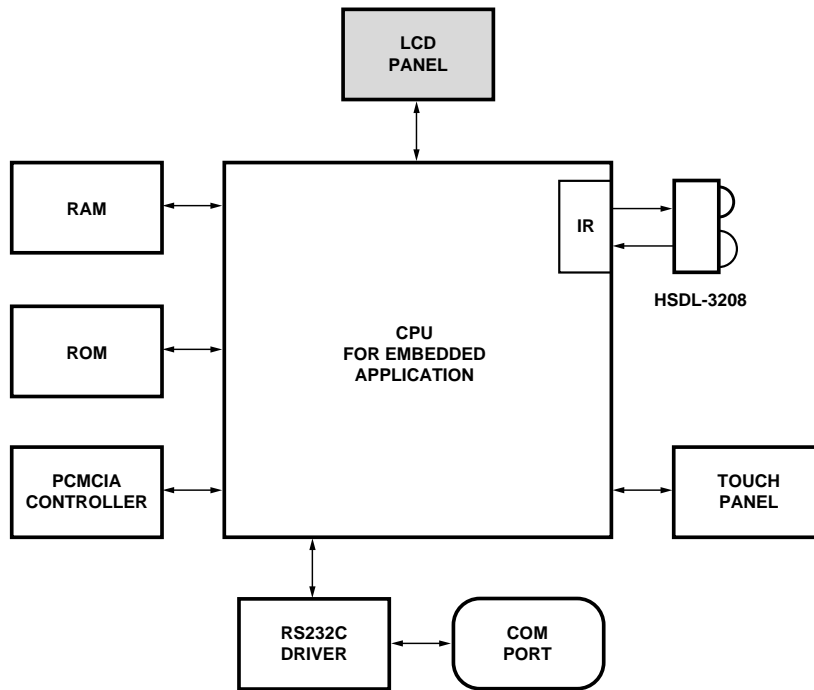 LCD
PANEL
RAM
IR
HSDL-3208
ROM
CPU
FOR EMBEDDED
APPLICATION
PCMCIA
CONTROLLER
TOUCH
PANEL
RS232C
DRIVER
COM
PORT